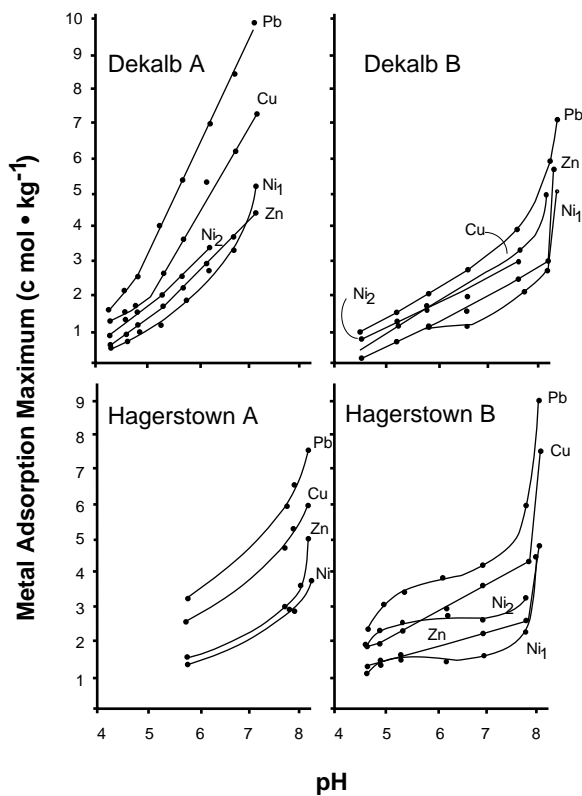 Metal Adsorption Maximum (c mol • kg⁻¹)
10
9
8
7
6
5
4
3
2
1
Dekalb A
Pb
Cu
Ni₁
Zn
Ni₂
Dekalb B
Pb
Zn
Ni₁
Cu
Ni₂
9
8
7
6
5
4
3
2
1
Hagerstown A
Pb
Cu
Zn
Ni
Hagerstown B
Pb
Cu
Ni₂
Zn
Ni₁
4 5 6 7 8 4 5 6 7 8
pH